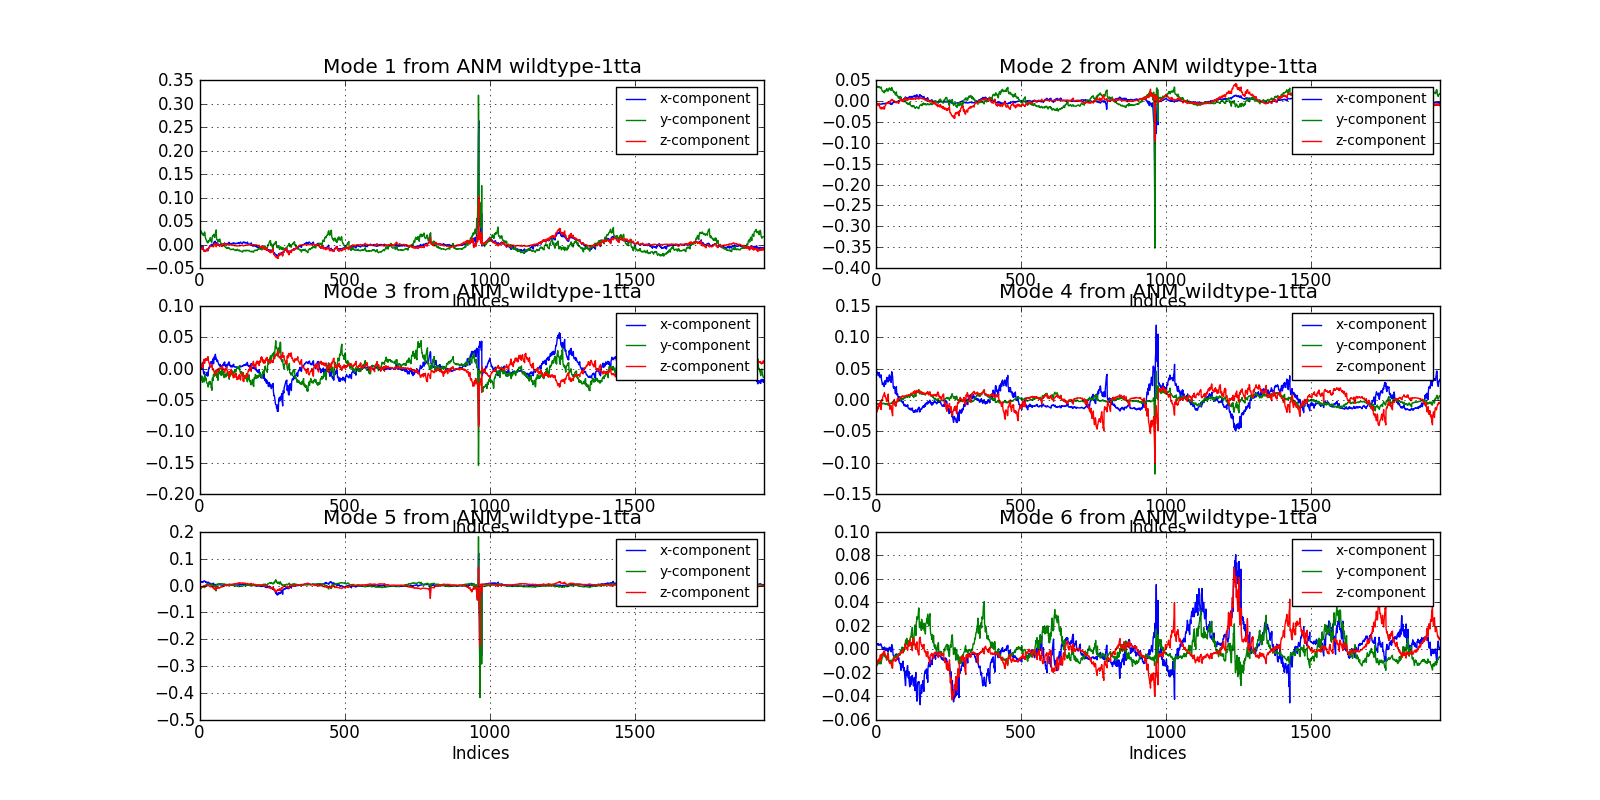 Mode 1 from ANM wildtype-1tta
0.35
0.30
0.25
0.20
0.15
0.10
0.05
0.00
−0.05
0
500
1000
1500
Indices
x-component
y-component
z-component
Mode 2 from ANM wildtype-1tta
0.05
0.00
−0.05
−0.10
−0.15
−0.20
−0.25
−0.30
−0.35
−0.40
0
500
1000
1500
Indices
x-component
y-component
z-component
Mode 3 from ANM wildtype-1tta
0.10
0.05
0.00
−0.05
−0.10
−0.15
−0.20
0
500
1000
1500
Indices
x-component
y-component
z-component
Mode 4 from ANM wildtype-1tta
0.15
0.10
0.05
0.00
−0.05
−0.10
−0.15
0
500
1000
1500
Indices
x-component
y-component
z-component
Mode 5 from ANM wildtype-1tta
0.2
0.1
0.0
−0.1
−0.2
−0.3
−0.4
−0.5
0
500
1000
1500
Indices
x-component
y-component
z-component
Mode 6 from ANM wildtype-1tta
0.10
0.08
0.06
0.04
0.02
0.00
−0.02
−0.04
−0.06
0
500
1000
1500
Indices
x-component
y-component
z-component